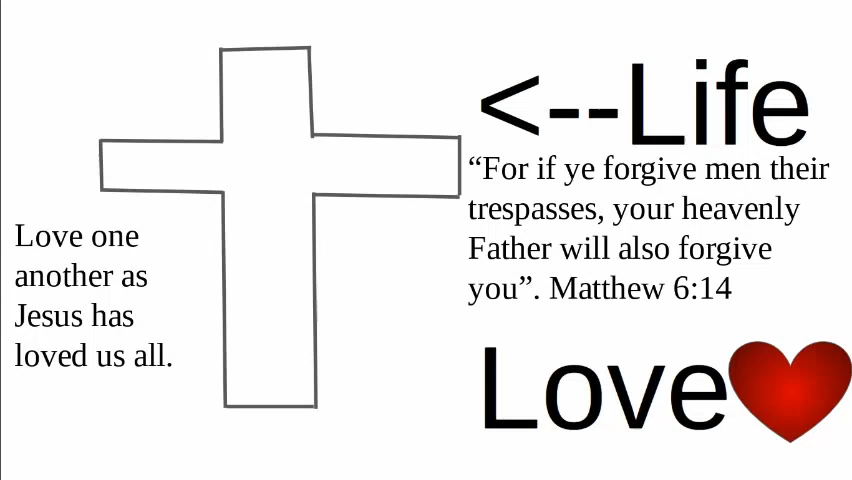 <--Life
“For if ye forgive men their
trespasses, your heavenly
Father will also forgive
you”. Matthew 6:14
Love one
another as
Jesus has
loved us all.
Love